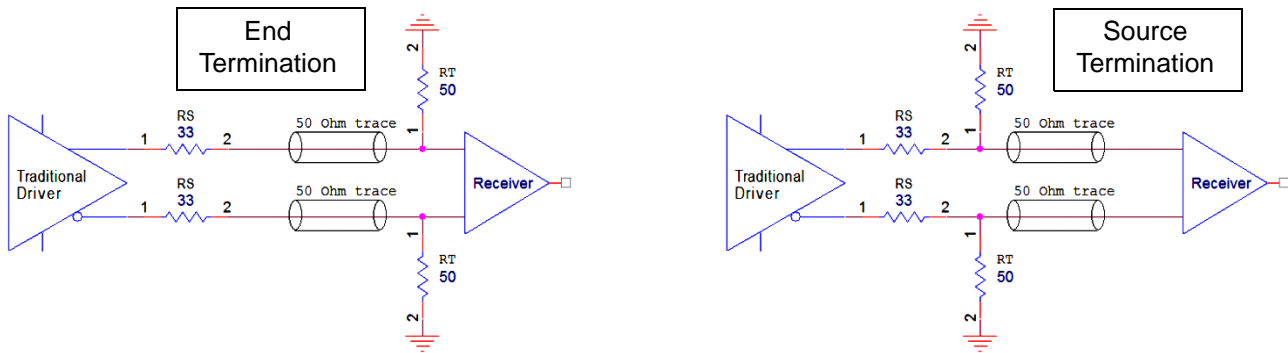 End
Termination
2
RT
50
1
RS
33
1
2
50 Ohm trace
Traditional
Driver
RS
33
1
2
50 Ohm trace
Receiver
1
RT
50
2
Source
Termination
2
RT
50
1
RS
33
1
2
50 Ohm trace
Traditional
Driver
RS
33
1
2
50 Ohm trace
Receiver
1
RT
50
2